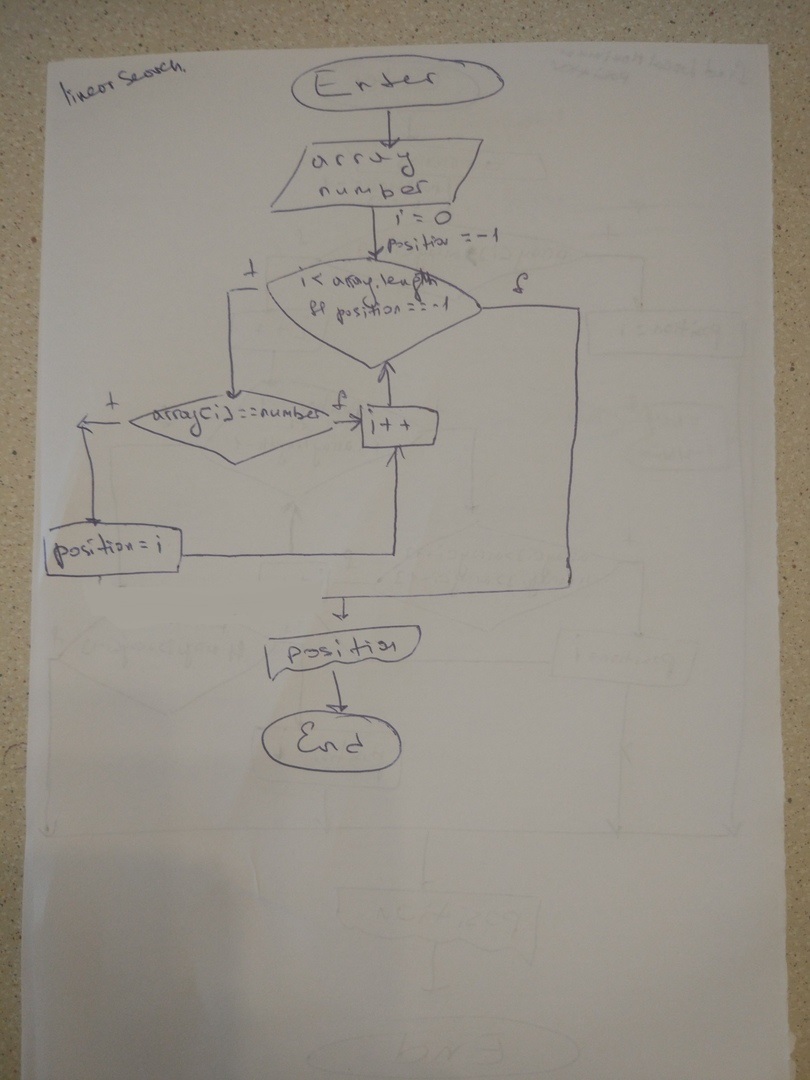 linear Search.
Enter
array
number
i = 0
position = -1
i < array.length
&& position == -1
t
f
array[i] == number
t
f
i++
position = i
position
End